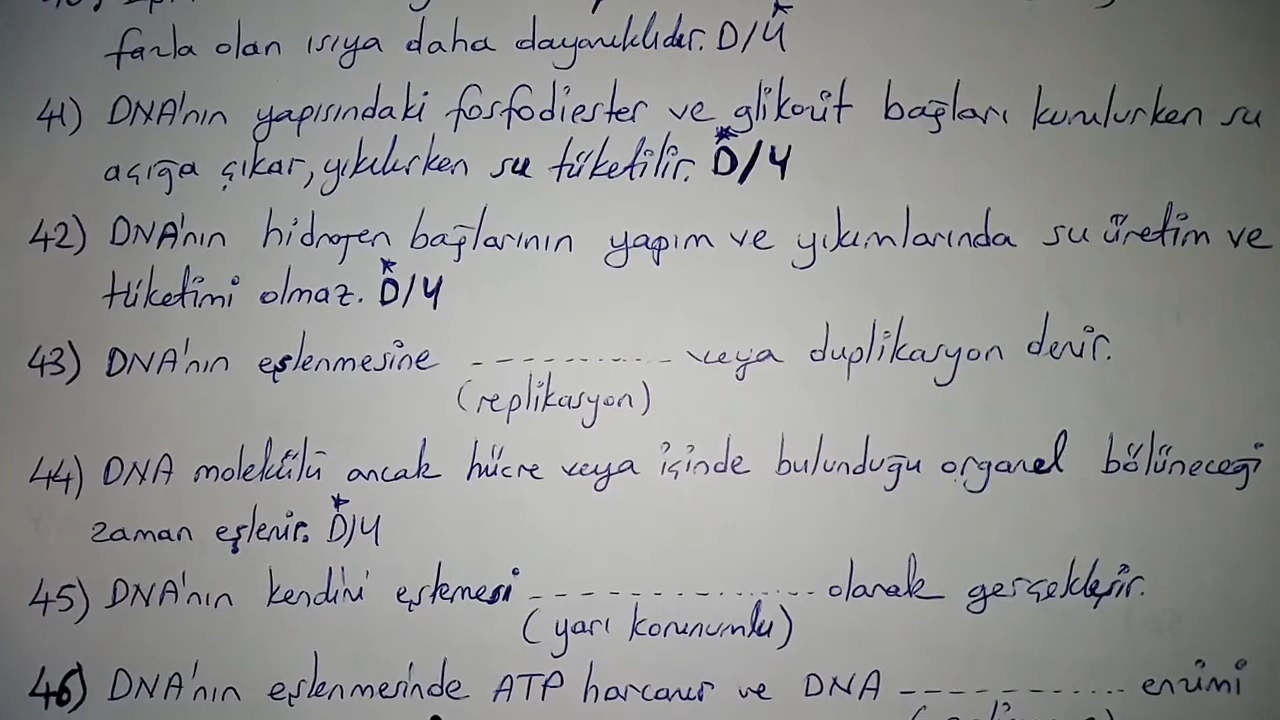 fazla olan ısıya daha dayanıklıdır. D/Y
41) DNA'nın yapısındaki fosfodiester ve glikozit bağları kurulurken su
açığa çıkar, yıkılırken su tüketilir. D/Y
42) DNA'nın hidrojen bağlarının yapım ve yıkımlarında su üretim ve
tüketimi olmaz. D/Y
43) DNA'nın eşlenmesine ---------- veya duplikasyon denir.
(replikasyon)
44) DNA molekülü ancak hücre veya içinde bulunduğu organel bölüneceği
zaman eşlenir. D/Y
45) DNA'nın kendini eşlemesi ------------- olarak gerçekleşir.
(yarı korunumlu)
46) DNA'nın eşlenmesinde ATP harcanır ve DNA ---------- enzimi